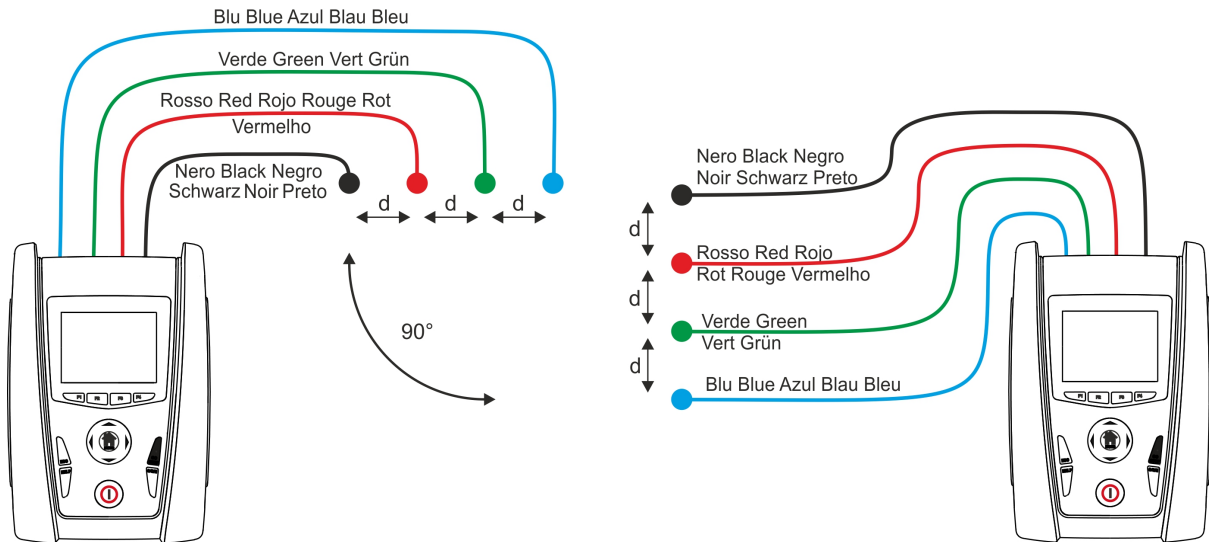 Blu Blue Azul Blau Bleu
Verde Green Vert Grün
Rosso Red Rojo Rouge Rot
Vermelho
Nero Black Negro
Schwarz Noir Preto
d
d
d
90°
Nero Black Negro
Noir Schwarz Preto
d
Rosso Red Rojo
Rot Rouge Vermelho
d
Verde Green
Vert Grün
d
Blu Blue Azul Blau Bleu